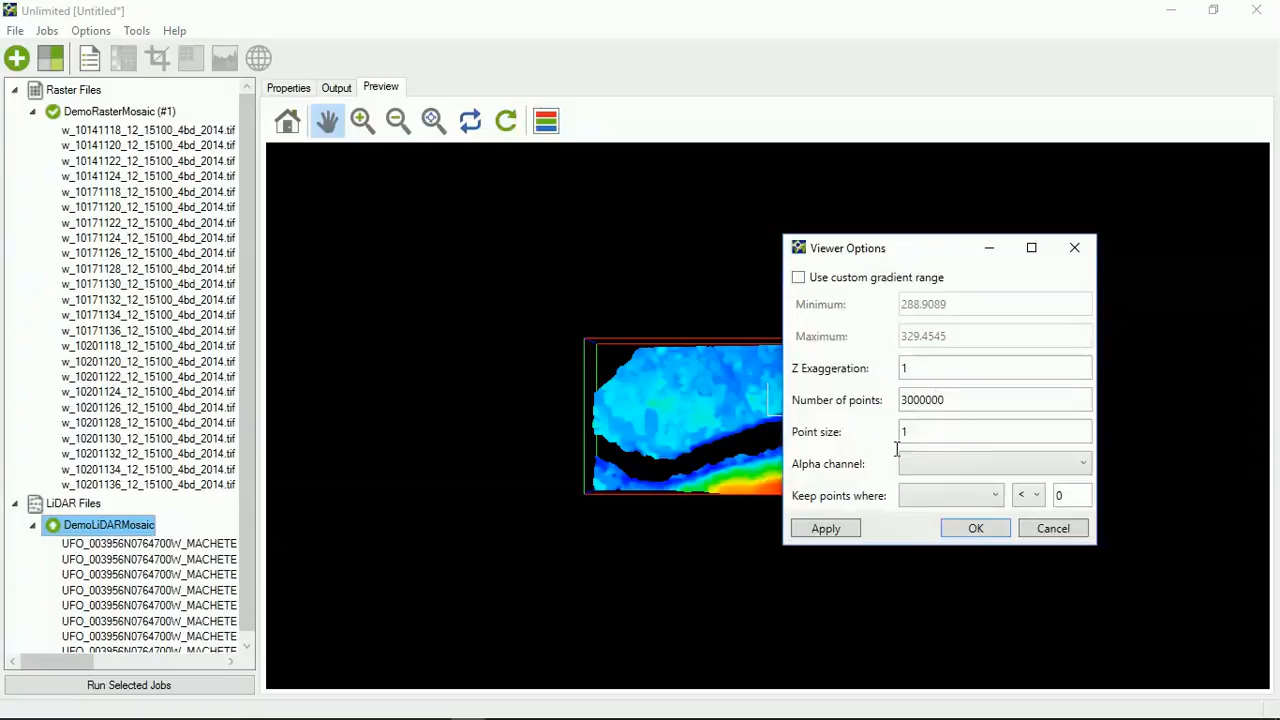 Unlimited [Untitled*]
File Jobs Options Tools Help
Raster Files
DemoRasterMosaic (#1)
w_10141118_12_15100_4bd_2014.tif
w_10141120_12_15100_4bd_2014.tif
w_10141122_12_15100_4bd_2014.tif
w_10141124_12_15100_4bd_2014.tif
w_10171118_12_15100_4bd_2014.tif
w_10171120_12_15100_4bd_2014.tif
w_10171122_12_15100_4bd_2014.tif
w_10171124_12_15100_4bd_2014.tif
w_10171126_12_15100_4bd_2014.tif
w_10171128_12_15100_4bd_2014.tif
w_10171130_12_15100_4bd_2014.tif
w_10171132_12_15100_4bd_2014.tif
w_10171134_12_15100_4bd_2014.tif
w_10171136_12_15100_4bd_2014.tif
w_10201118_12_15100_4bd_2014.tif
w_10201120_12_15100_4bd_2014.tif
w_10201122_12_15100_4bd_2014.tif
w_10201124_12_15100_4bd_2014.tif
w_10201126_12_15100_4bd_2014.tif
w_10201128_12_15100_4bd_2014.tif
w_10201130_12_15100_4bd_2014.tif
w_10201132_12_15100_4bd_2014.tif
w_10201134_12_15100_4bd_2014.tif
w_10201136_12_15100_4bd_2014.tif
LiDAR Files
DemoLiDARMosaic
UFO_003956N0764700W_MACHETE
UFO_003956N0764700W_MACHETE
UFO_003956N0764700W_MACHETE
UFO_003956N0764700W_MACHETE
UFO_003956N0764700W_MACHETE
UFO_003956N0764700W_MACHETE
UFO_003956N0764700W_MACHETE
UFO_003956N0764700W_MACHETE
Run Selected Jobs
Properties Output Preview
Viewer Options
Use custom gradient range
Minimum: 288.9089
Maximum: 329.4545
Z Exaggeration: 1
Number of points: 3000000
Point size: 1
Alpha channel:
Keep points where: < 0
Apply OK Cancel